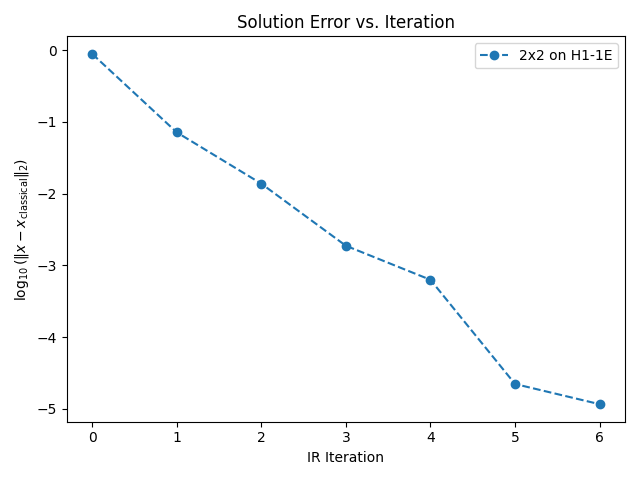 Solution Error vs. Iteration
2x2 on H1-1E
log₁₀(‖x − x_classical‖₂)
0
−1
−2
−3
−4
−5
0 1 2 3 4 5 6
IR Iteration